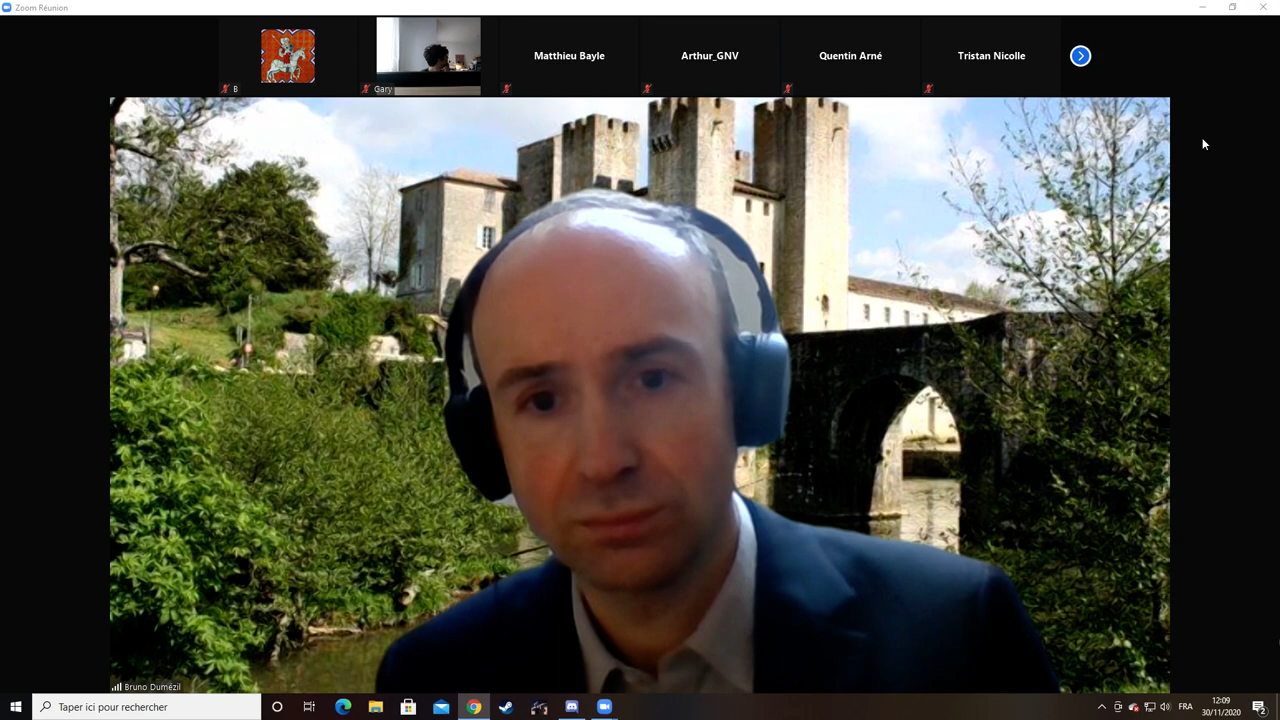 Zoom Réunion
B
Gary
Matthieu Bayle
Arthur_GNV
Quentin Arné
Tristan Nicolle
Bruno Dumézil
Taper ici pour rechercher
FRA
12:09
30/11/2020
2